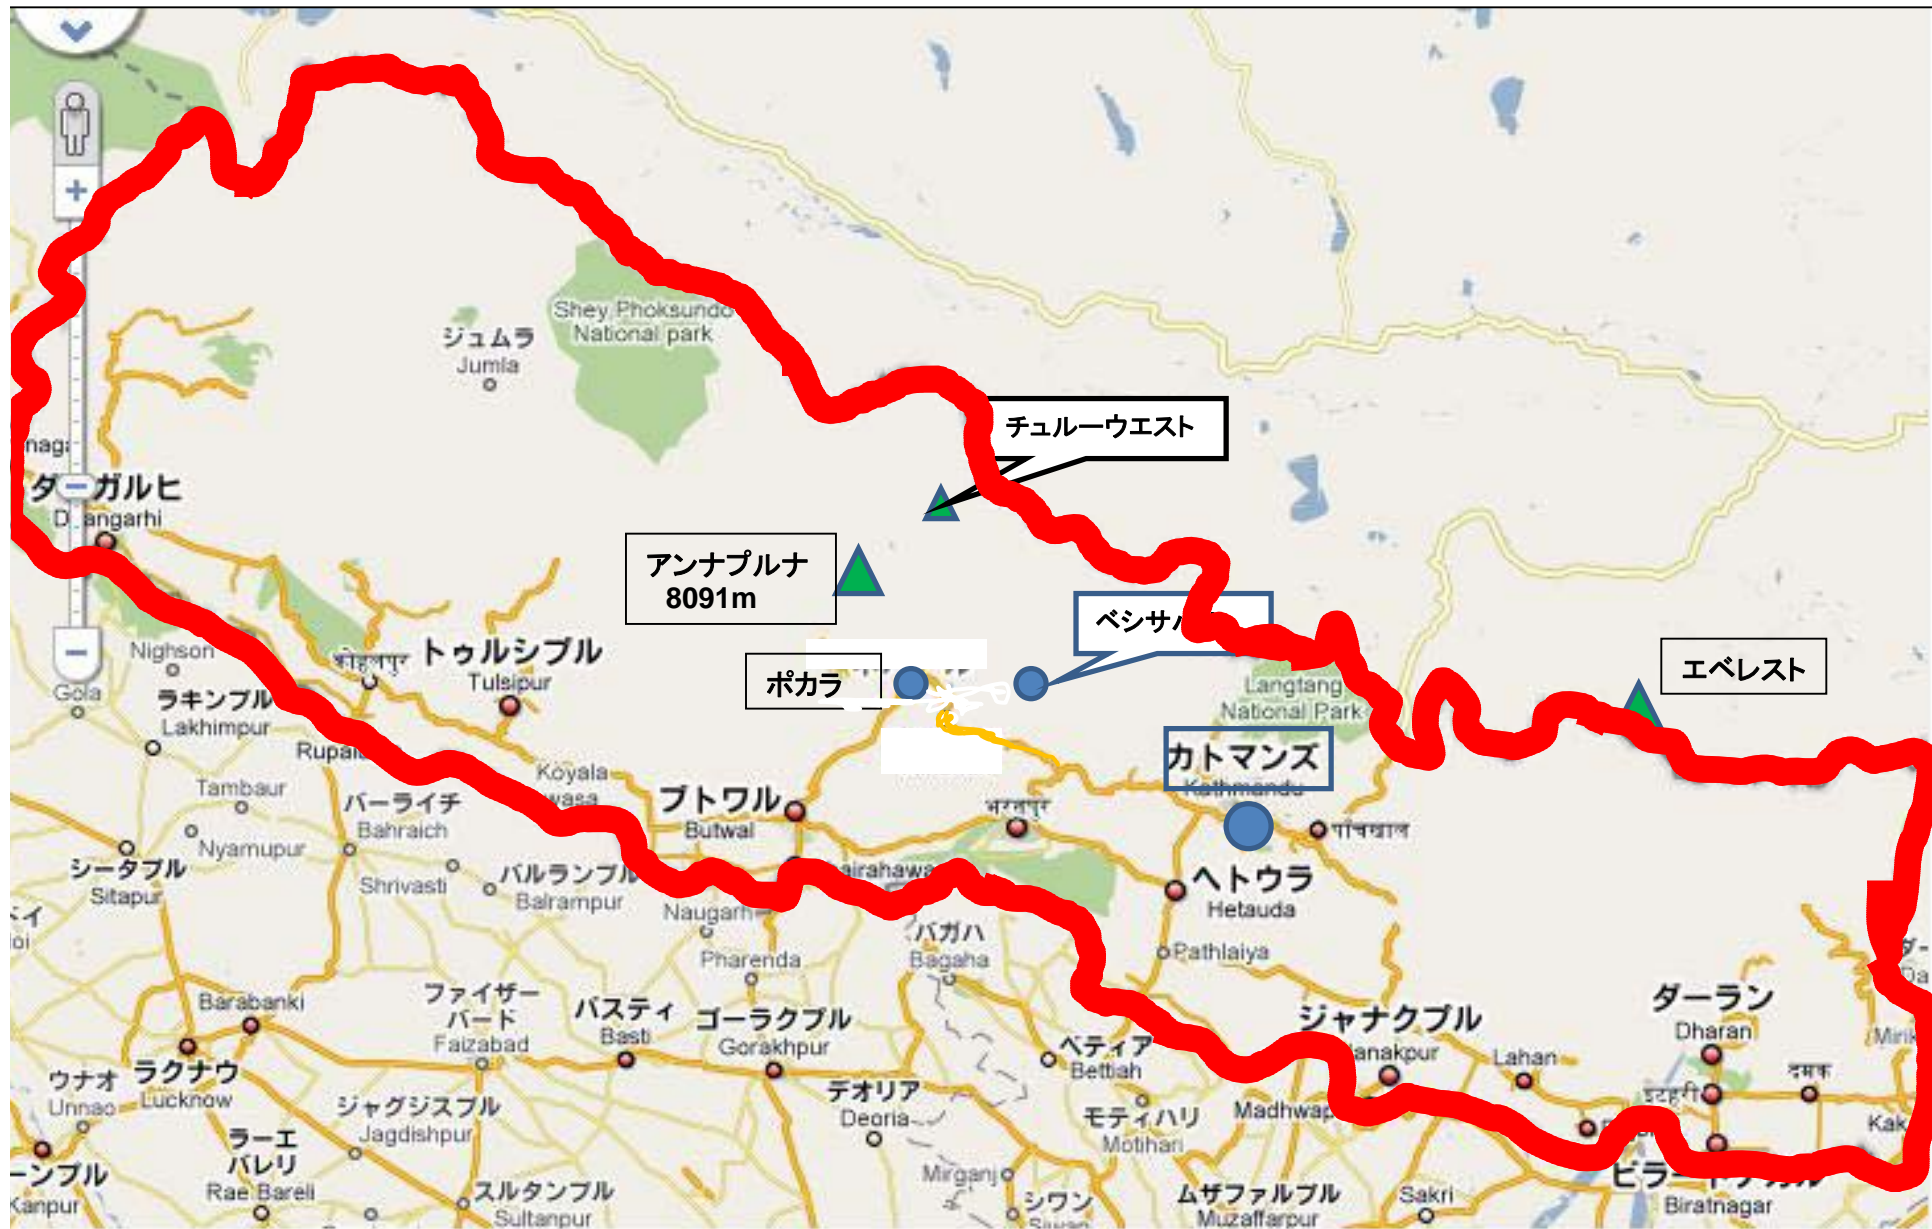 Shey Phoksundo
National park
ジュムラ
Jumla
チュルーウエスト
ガルヒ
アンナプルナ
8091m
ベシサ
エベレスト
Nighson
कोहलपुर
トゥルシプル
Tulsipur
ポカラ
Gola
ラキンプル
Lakhimpur
Langtang
National Park
カトマンズ
Kathmandu
Koyala
Tambaur
バーライチ
Bahraich
ブトワル
Butwal
भरतपुर
पाँचखाल
Nyamupur
シータプル
Sitapur
Shrivasti
バルランプル
Balrampur
ヘトウラ
Hetauda
Naugarh
バガハ
Bagaha
Pathlaiya
Pharenda
Barabanki
ファイザー
バード
Faizabad
バスティ
Basti
ゴーラクプル
Gorakhpur
ジャナクプル
ダーラン
Dharan
ベティア
Bettiah
Lahan
ウナオ
Unnao
ラクナウ
Lucknow
デオリア
Deoria
इटहरी
दमक
ジャグジスプル
Jagdishpur
モティハリ
Motihari
ラーエ
バレリ
Rae Bareli
Mirganj
スルタンプル
Sultanpur
シワン
ムザファルプル
Muzaffarpur
Sakri
Biratnagar
Kanpur